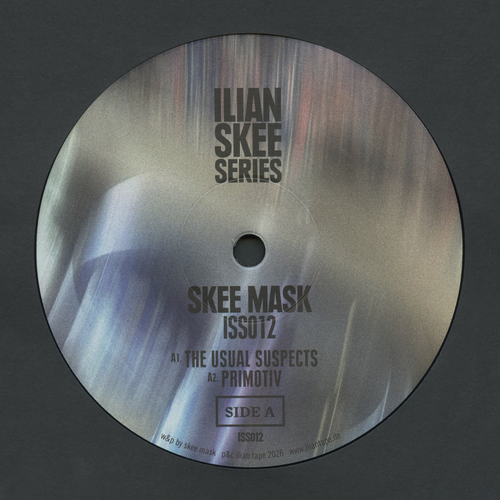 ILIAN
SKEE
SERIES
SKEE MASK
ISS012
A1. THE USUAL SUSPECTS
A2. PRIMOTIV
SIDE A
ISS012
w&p by skee mask p&c ilian tape 2026 www.iliantape.de